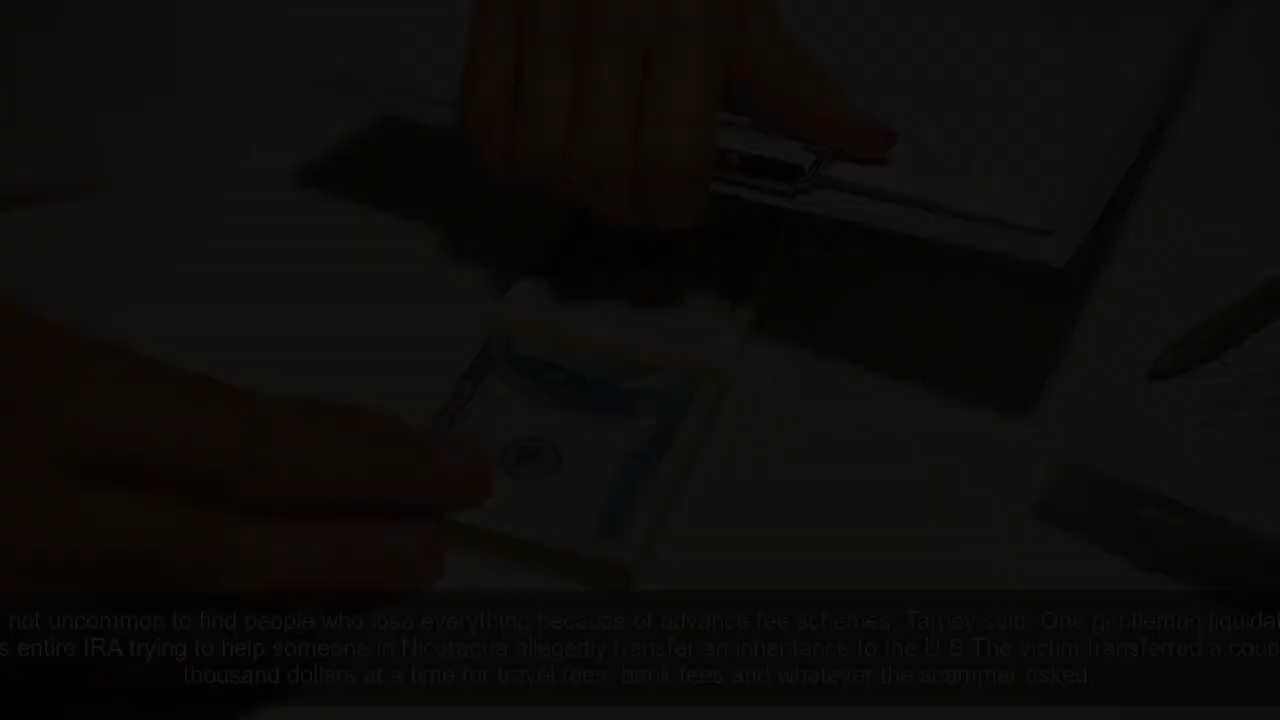 not uncommon to find people who lose everything because of advance fee schemes, said. One gentleman
entire IRA trying to help someone in Nicaragua allegedly transfer an inheritance to the U.S.The victim transferred a
thousand dollars at a time for travel fees, bank fees and whatever the scammer asked.